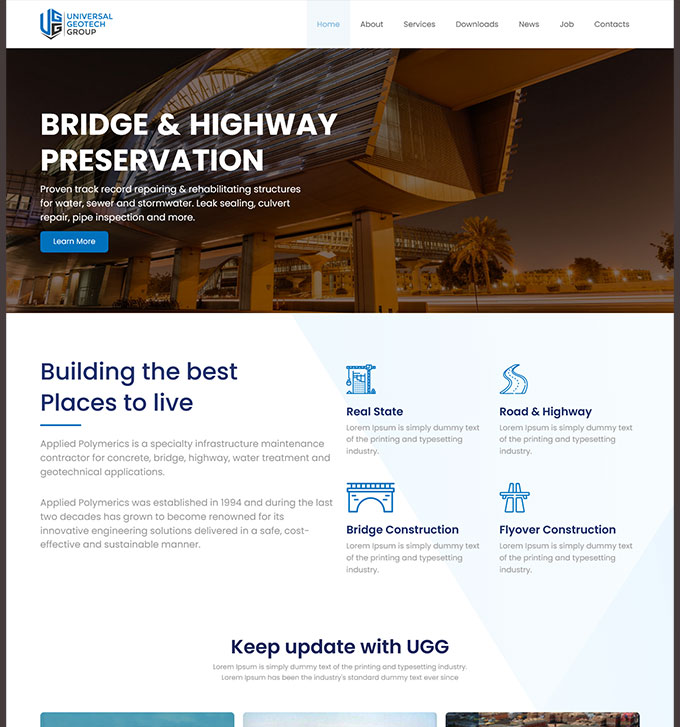 UNIVERSAL
GEOTECH
GROUP
Home About Services Downloads News Job Contacts
BRIDGE & HIGHWAY
PRESERVATION
Proven track record repairing & rehabilitating structures
for water, sewer and stormwater. Leak sealing, culvert
repair, pipe inspection and more.
Learn More
Building the best
Places to live
Applied Polymerics is a specialty infrastructure maintenance
contractor for concrete, bridge, highway, water treatment and
geotechnical applications.
Applied Polymerics was established in 1994 and during the last
two decades has grown to become renowned for its
innovative engineering solutions delivered in a safe, cost-
effective and sustainable manner.
Real State
Lorem Ipsum is simply dummy text
of the printing and typesetting
industry.
Road & Highway
Lorem Ipsum is simply dummy text
of the printing and typesetting
industry.
Bridge Construction
Lorem Ipsum is simply dummy text
of the printing and typesetting
industry.
Flyover Construction
Lorem Ipsum is simply dummy text
of the printing and typesetting
industry.
Keep update with UGG
Lorem Ipsum is simply dummy text of the printing and typesetting industry.
Lorem Ipsum has been the industry's standard dummy text ever since